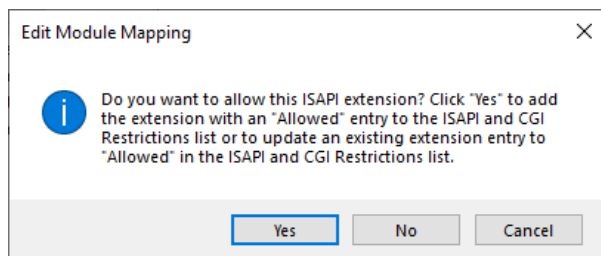 Edit Module Mapping
Do you want to allow this ISAPI extension? Click "Yes" to add
the extension with an "Allowed" entry to the ISAPI and CGI
Restrictions list or to update an existing extension entry to
"Allowed" in the ISAPI and CGI Restrictions list.
Yes No Cancel